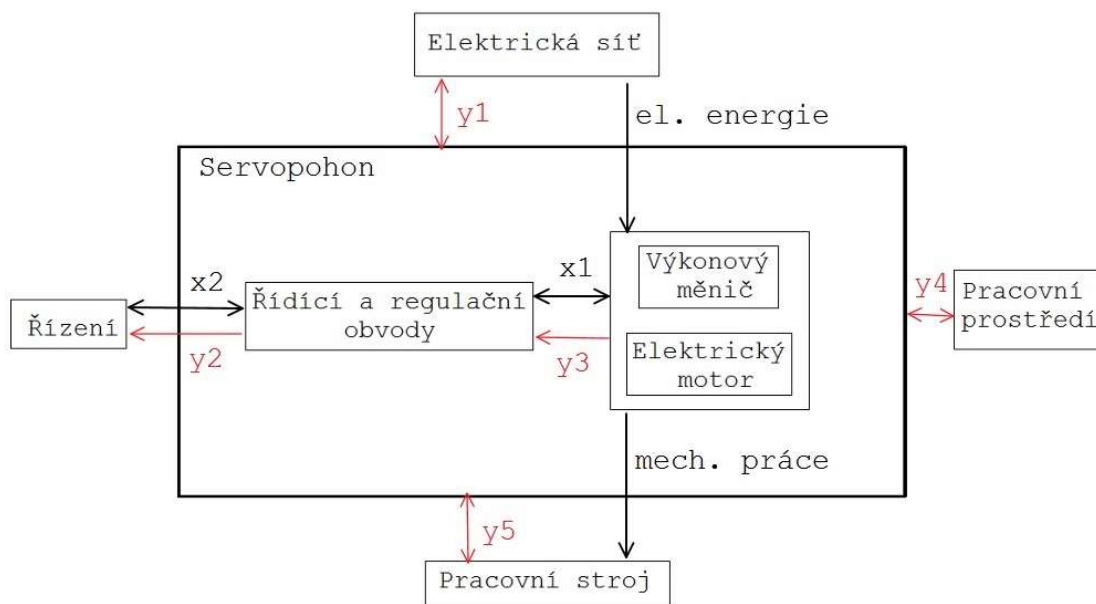 Elektrická síť
y1
el. energie
Servopohon
x2
x1
Výkonový
měnič
y4
Pracovní
prostředí
Řízení
Řídící a regulační
obvody
y2
y3
Elektrický
motor
mech. práce
y5
Pracovní stroj